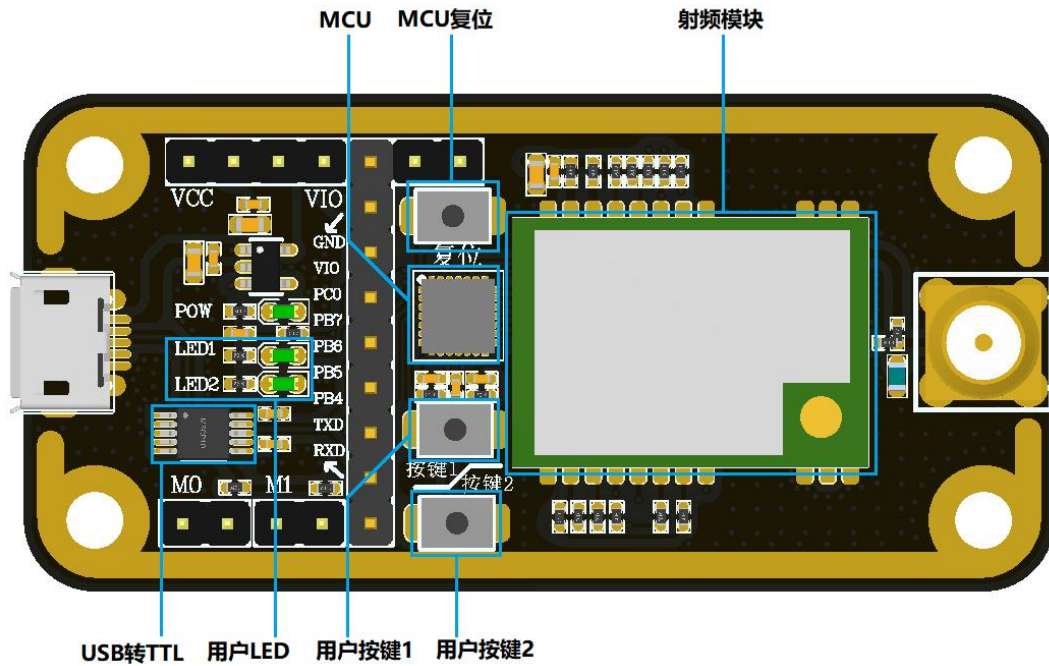 MCU
MCU复位
射频模块
VCC
VIO
GND
复位
VIO
PC0
POW
PB7
LED1
PB6
LED2
PB5
PB4
TXD
RXD
按键1
按键2
M0
M1
USB转TTL
用户LED
用户按键1
用户按键2